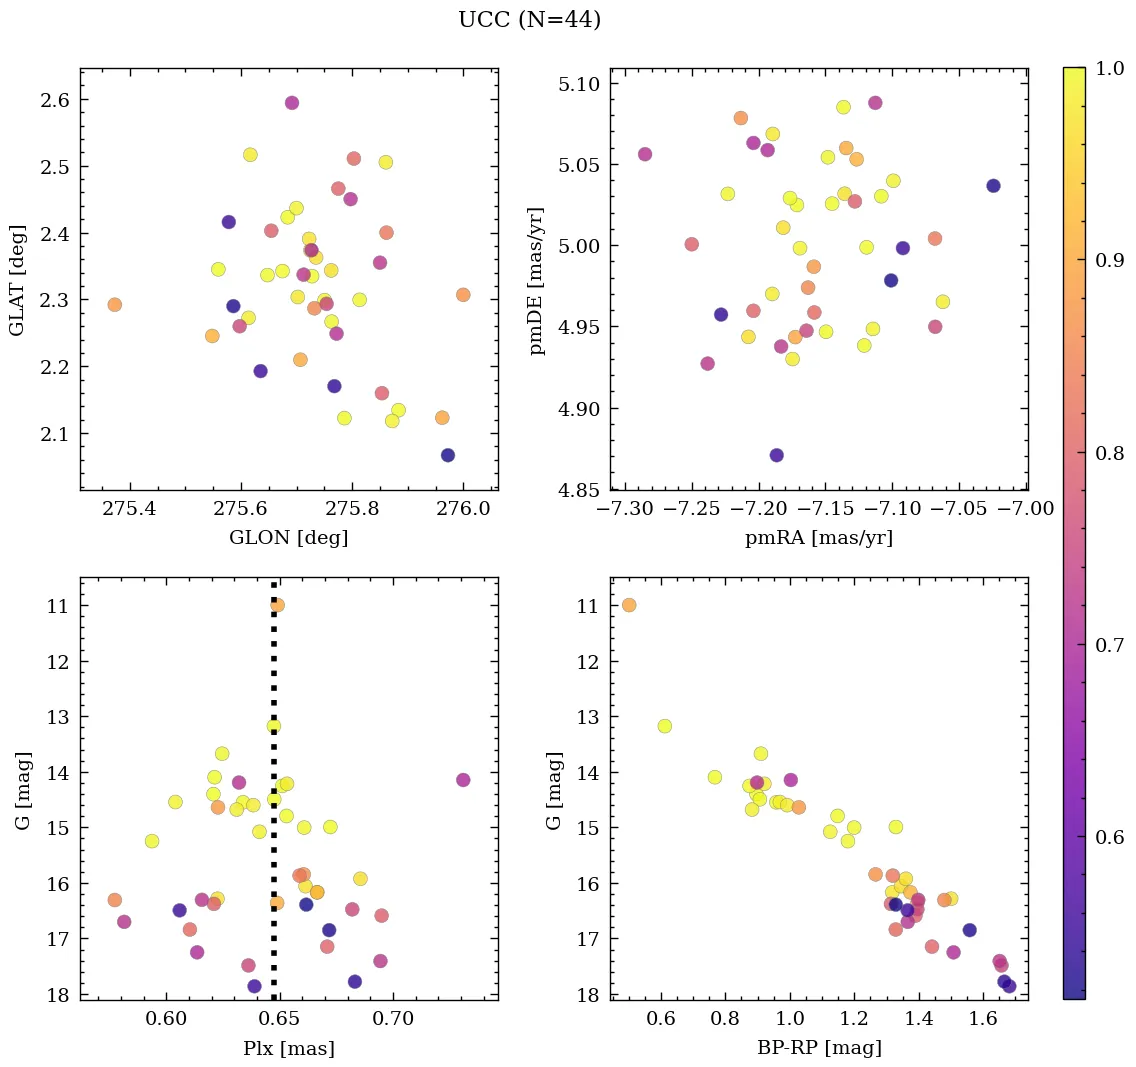 UCC (N=44)
2.6
2.5
2.4
2.3
2.2
2.1
GLAT [deg]
275.4 275.6 275.8 276.0
GLON [deg]
5.10
5.05
5.00
4.95
4.90
4.85
pmDE [mas/yr]
−7.30 −7.25 −7.20 −7.15 −7.10 −7.05 −7.00
pmRA [mas/yr]
1.0
0.9
0.8
0.7
0.6
11
12
13
14
15
16
17
18
G [mag]
0.60 0.65 0.70
Plx [mas]
11
12
13
14
15
16
17
18
G [mag]
0.6 0.8 1.0 1.2 1.4 1.6
BP-RP [mag]